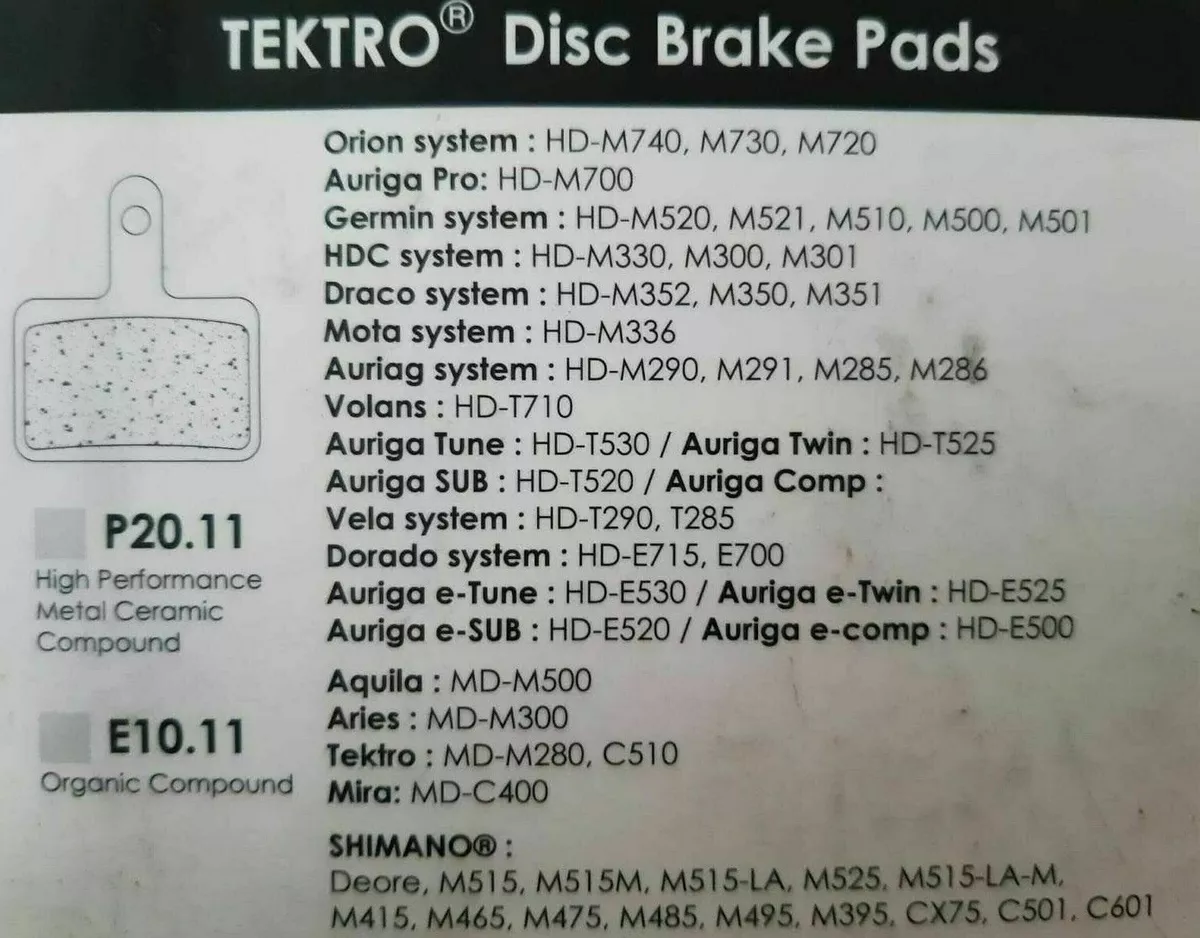 TEKTRO® Disc Brake Pads
Orion system : HD-M740, M730, M720
Auriga Pro: HD-M700
Germin system : HD-M520, M521, M510, M500, M501
HDC system : HD-M330, M300, M301
Draco system : HD-M352, M350, M351
Mota system : HD-M336
Auriag system : HD-M290, M291, M285, M286
Volans : HD-T710
Auriga Tune : HD-T530 / Auriga Twin : HD-T525
Auriga SUB : HD-T520 / Auriga Comp :
Vela system : HD-T290, T285
Dorado system : HD-E715, E700
Auriga e-Tune : HD-E530 / Auriga e-Twin : HD-E525
Auriga e-SUB : HD-E520 / Auriga e-comp : HD-E500
Aquila : MD-M500
Aries : MD-M300
Tektro : MD-M280, C510
Mira: MD-C400
SHIMANO® :
Deore, M515, M515M, M515-LA, M525, M515-LA-M,
M415, M465, M475, M485, M495, M395, CX75, C501, C601
P20.11
High Performance
Metal Ceramic
Compound
E10.11
Organic Compound